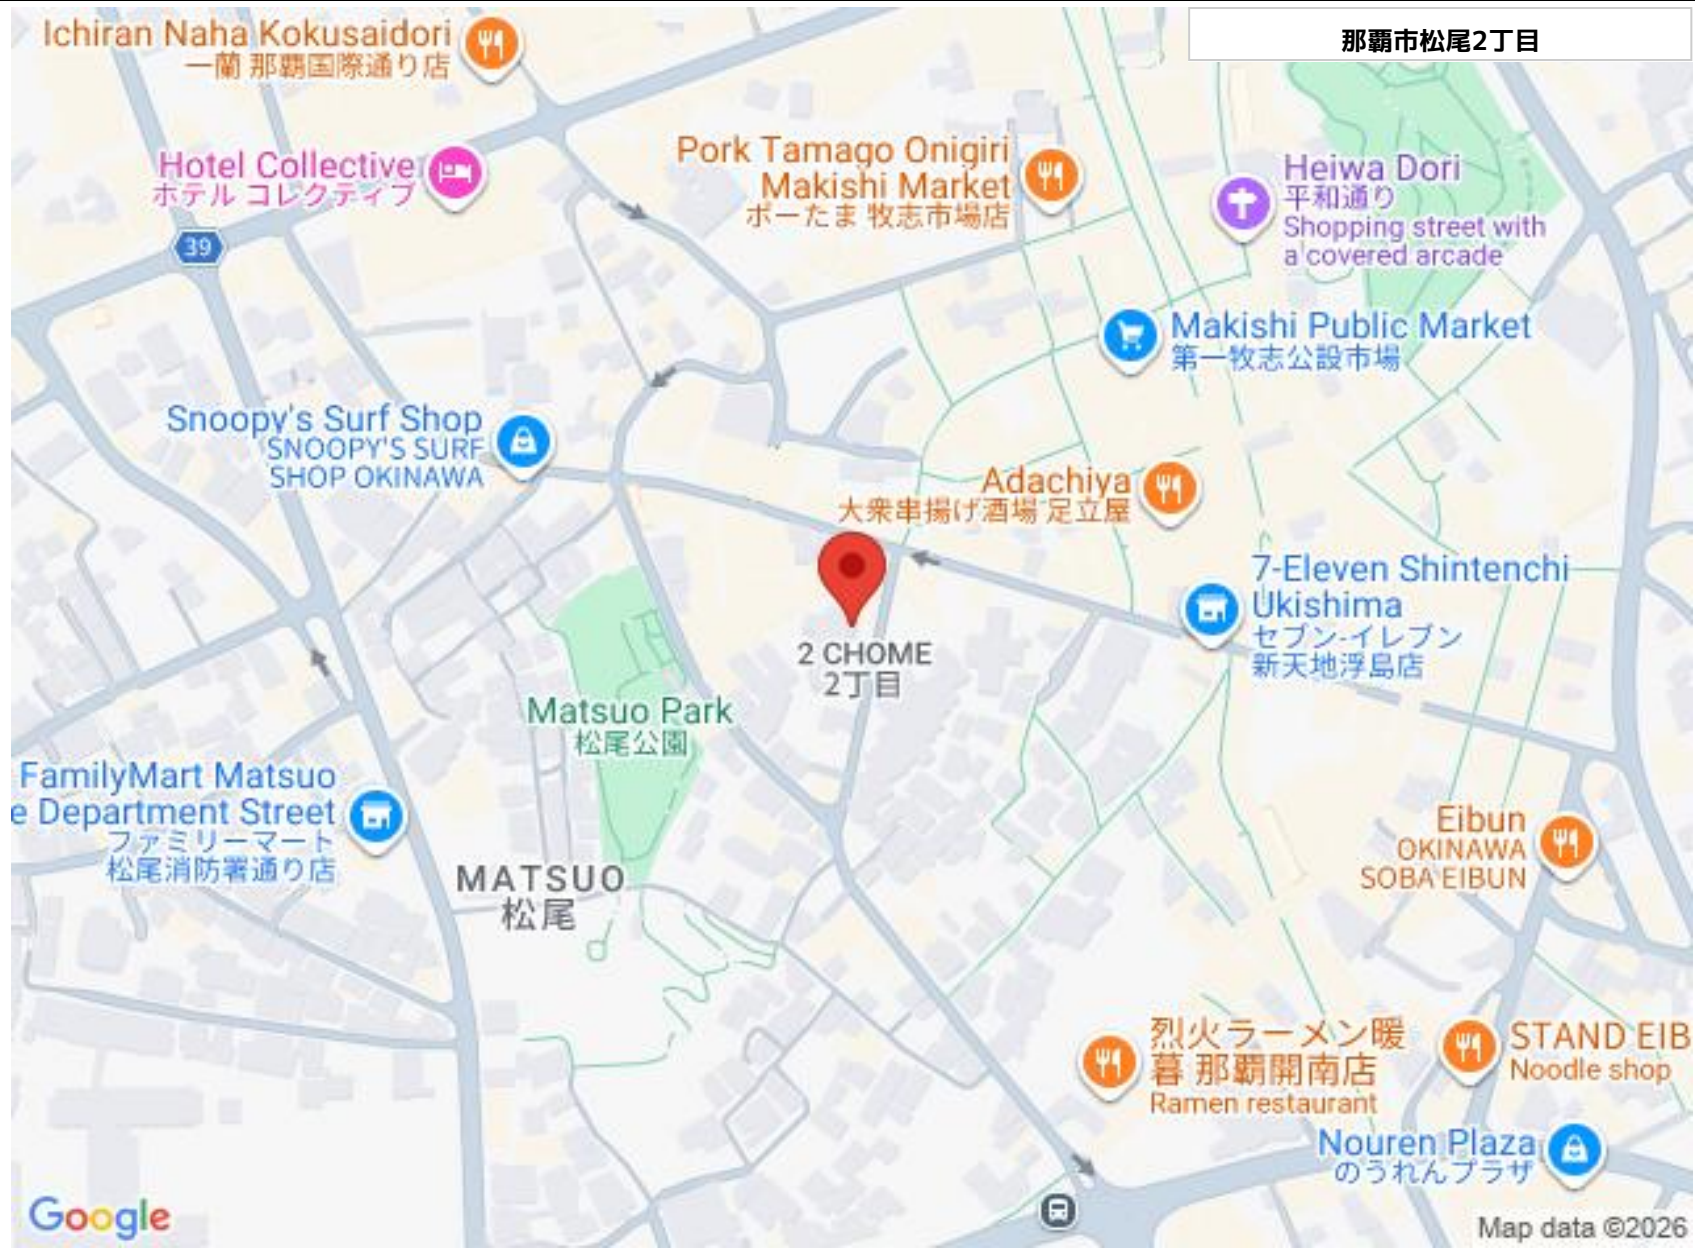 那覇市松尾2丁目
Ichiran Naha Kokusaidori
一蘭 那覇国際通り店
Hotel Collective
ホテル コレクティブ
39
Pork Tamago Onigiri
Makishi Market
ポーたま 牧志市場店
Heiwa Dori
平和通り
Shopping street with
a covered arcade
Makishi Public Market
第一牧志公設市場
Snoopy's Surf Shop
SNOOPY'S SURF
SHOP OKINAWA
Adachiya
大衆串揚げ酒場 足立屋
7-Eleven Shintenchi
Ukishima
セブン-イレブン
新天地浮島店
2 CHOME
2丁目
Matsuo Park
松尾公園
FamilyMart Matsuo
e Department Street
ファミリーマート
松尾消防署通り店
MATSUO
松尾
Eibun
OKINAWA
SOBA EIBUN
烈火ラーメン暖
暮 那覇開南店
Ramen restaurant
STAND EIB
Noodle shop
Nouren Plaza
のうれんプラザ
Google
Map data ©2026